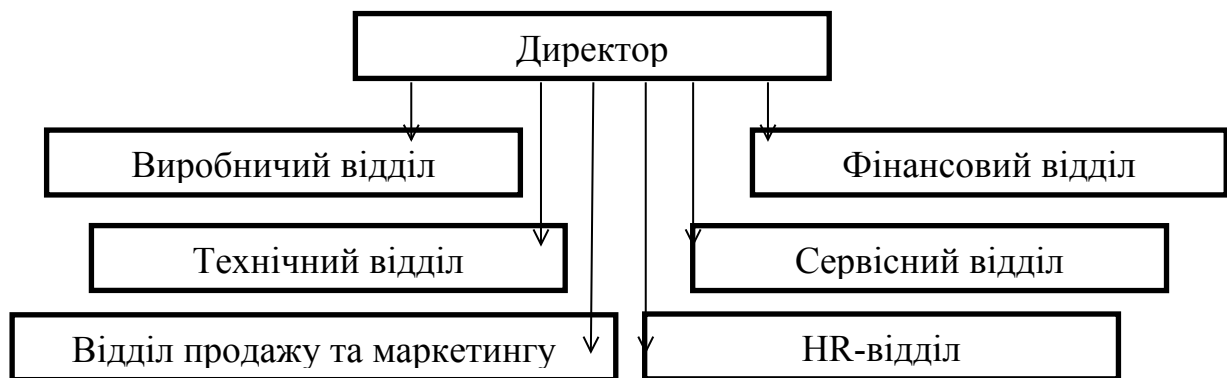 Директор
Виробничий відділ
Фінансовий відділ
Технічний відділ
Сервісний відділ
Відділ продажу та маркетингу
HR-відділ